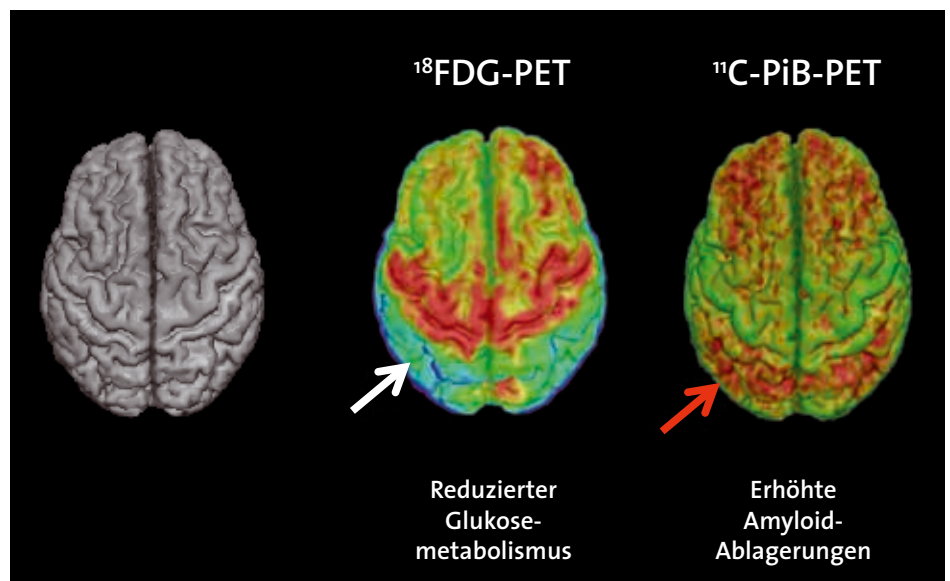 ¹⁸FDG-PET
¹¹C-PiB-PET
Reduzierter
Glukose-
metabolismus
Erhöhte
Amyloid-
Ablagerungen